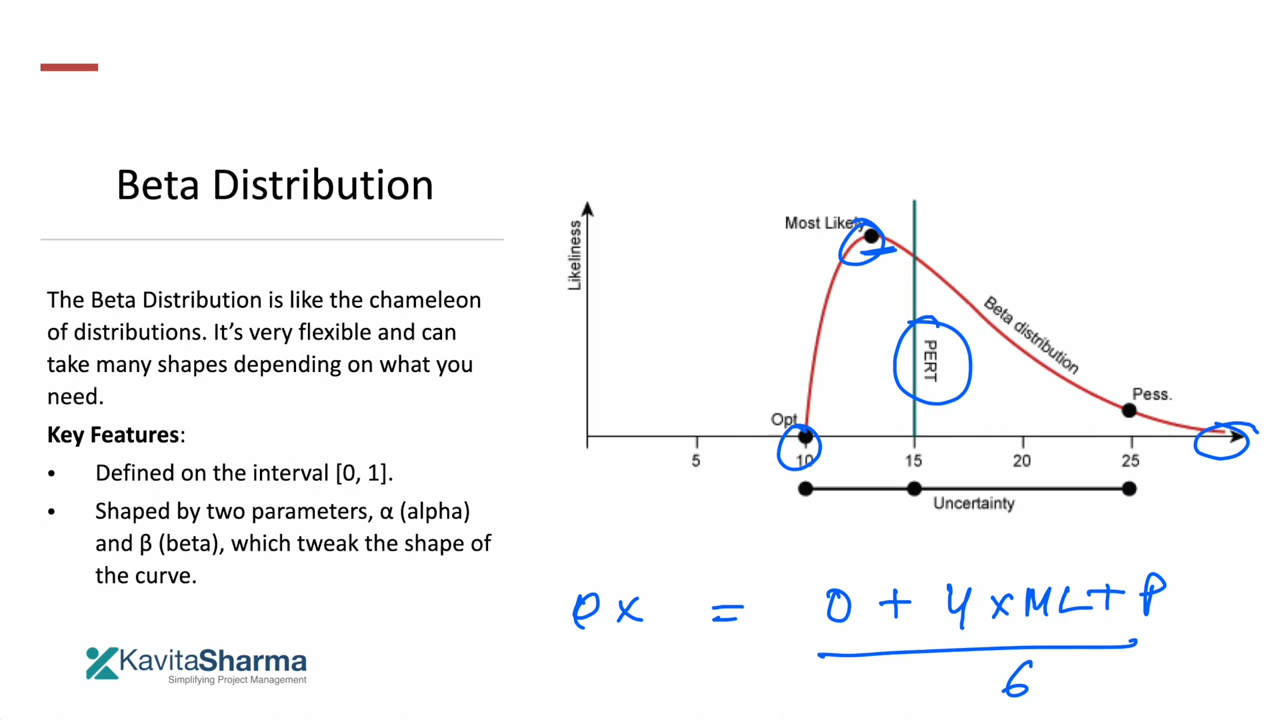 Beta Distribution
The Beta Distribution is like the chameleon
of distributions. It’s very flexible and can
take many shapes depending on what you
need.
Key Features:
• Defined on the interval [0, 1].
• Shaped by two parameters, α (alpha)
and β (beta), which tweak the shape of
the curve.
KavitaSharma
Simplifying Project Management
Likeliness
Most Likely
PERT
Beta distribution
Opt.
Pess.
5 10 15 20 25
Uncertainty
ex = O + 4 x ML + P
6